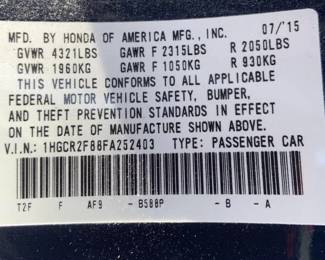 MFD. BY HONDA OF AMERICA MFG., INC. 07/'15
GVWR 4321LBS GAWR F 2315LBS R 2050LBS
GVWR 1960KG GAWR F 1050KG R 930KG
THIS VEHICLE CONFORMS TO ALL APPLICABLE
FEDERAL MOTOR VEHICLE SAFETY, BUMPER,
AND THEFT PREVENTION STANDARDS IN EFFECT
ON THE DATE OF MANUFACTURE SHOWN ABOVE.
V.I.N.: 1HGCR2F88FA252403 TYPE: PASSENGER CAR
T2F F AF9 - B588P - B - A